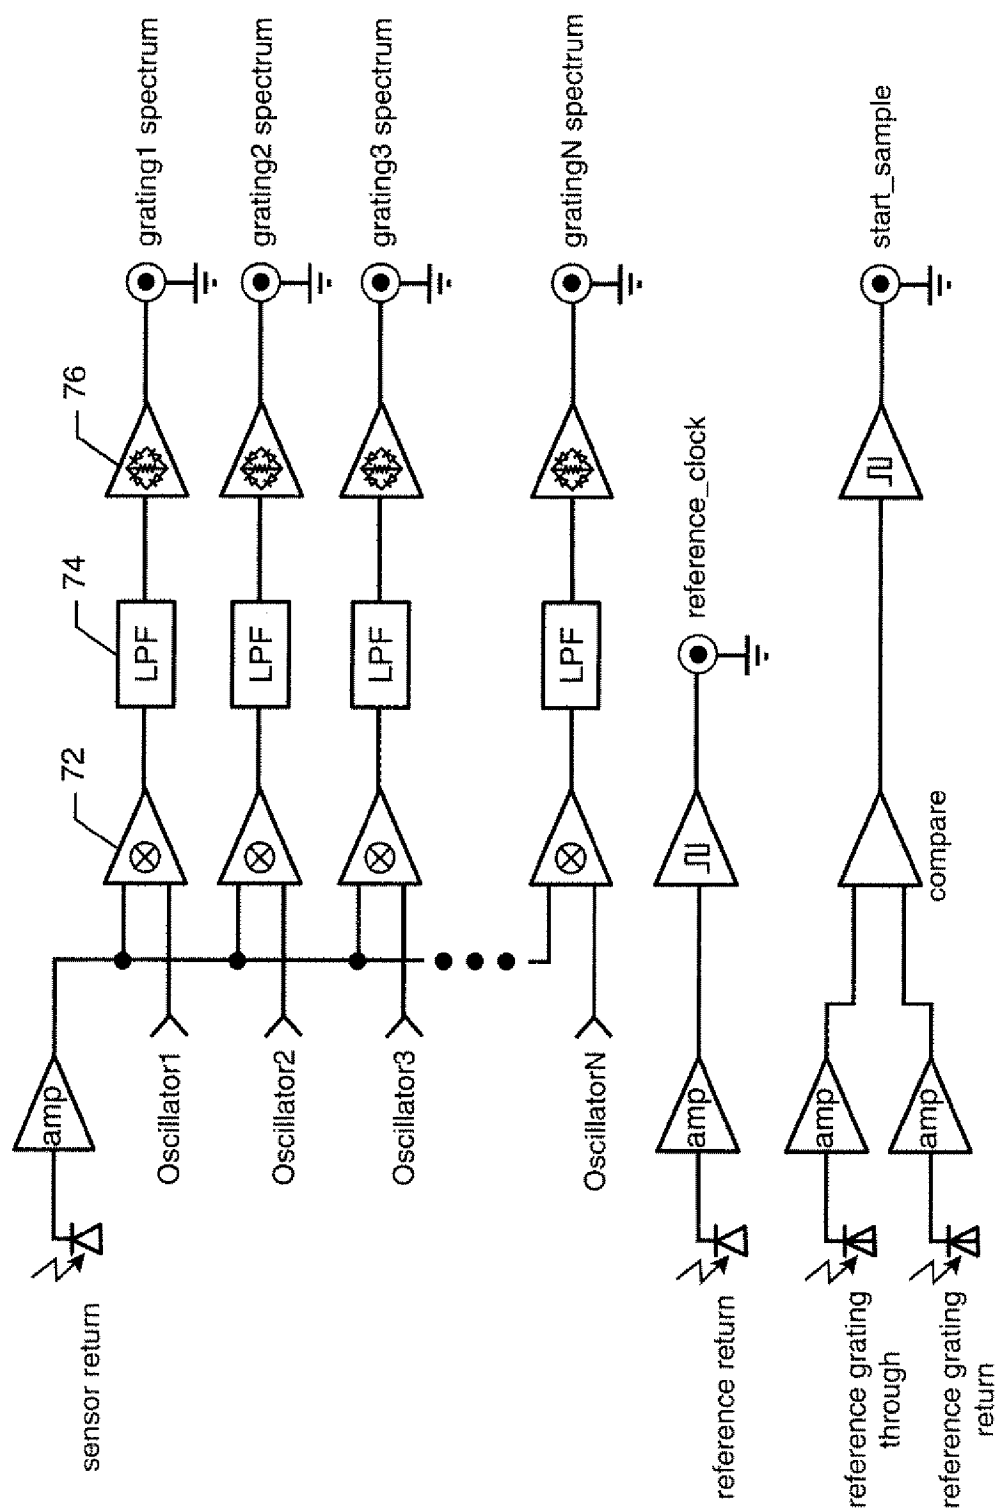 sensor return
amp
Oscillator1
Oscillator2
Oscillator3
OscillatorN
72
74
76
LPF
LPF
LPF
LPF
grating1 spectrum
grating2 spectrum
grating3 spectrum
gratingN spectrum
reference return
amp
reference_clock
reference grating
through
amp
reference grating
return
amp
compare
start_sample